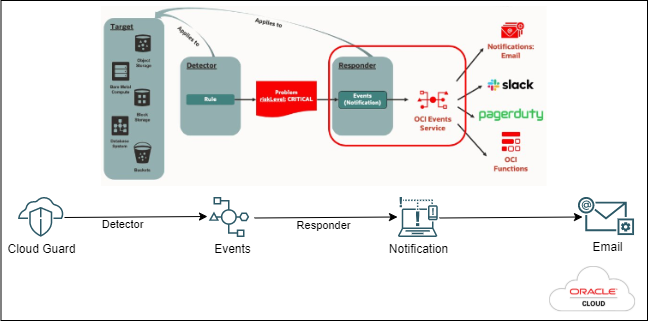 Target
Object
Storage
Bare Metal
Compute
Block
Storage
Database
System
Buckets
Applies to
Applies to
Detector
Rule
Problem
riskLevel: CRITICAL
Responder
Events
(Notification)
OCI Events
Service
Notifications:
Email
slack
pagerduty
OCI
Functions
Cloud Guard
Detector
Events
Responder
Notification
Email
ORACLE
CLOUD